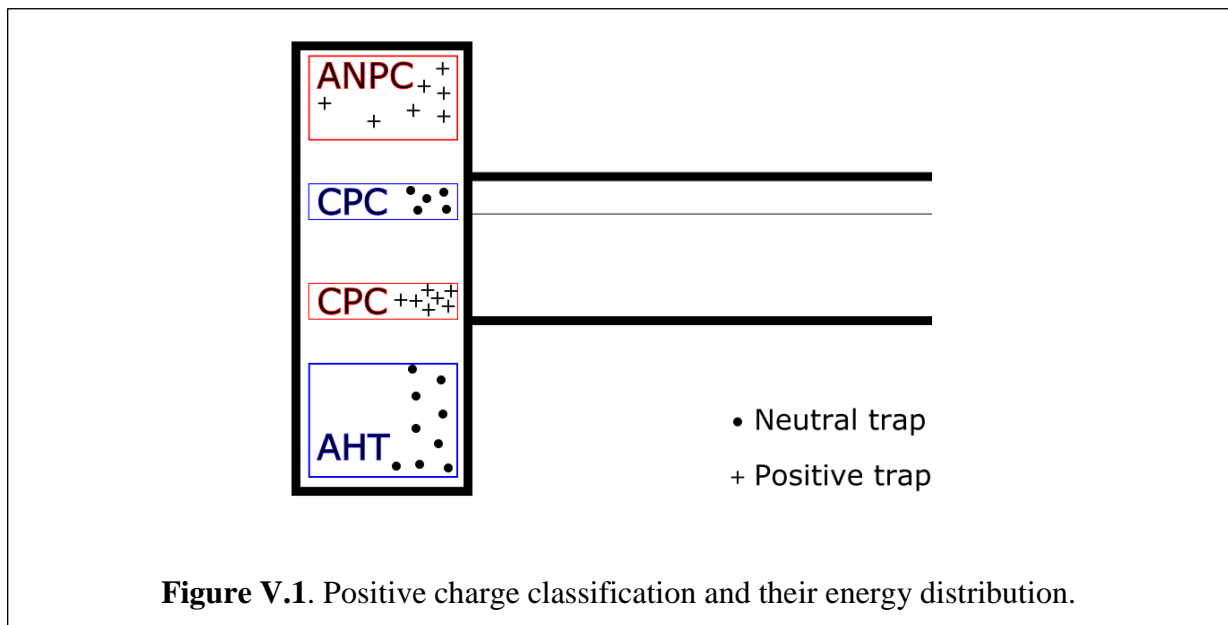 ANPC
CPC
CPC
AHT
• Neutral trap
+ Positive trap
Figure V.1. Positive charge classification and their energy distribution.